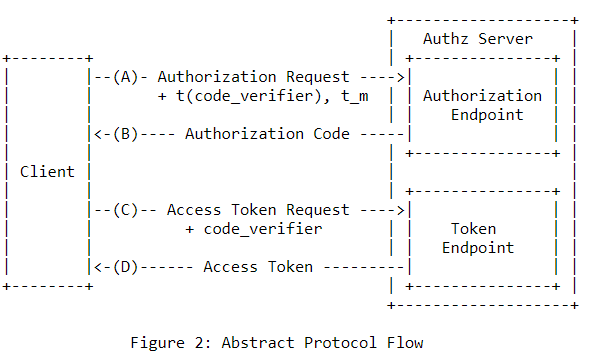 Authz Server
(A) Authorization Request
+ t(code_verifier), t_m
Authorization
Endpoint
(B) Authorization Code
Client
(C) Access Token Request
+ code_verifier
Token
Endpoint
(D) Access Token
Figure 2: Abstract Protocol Flow